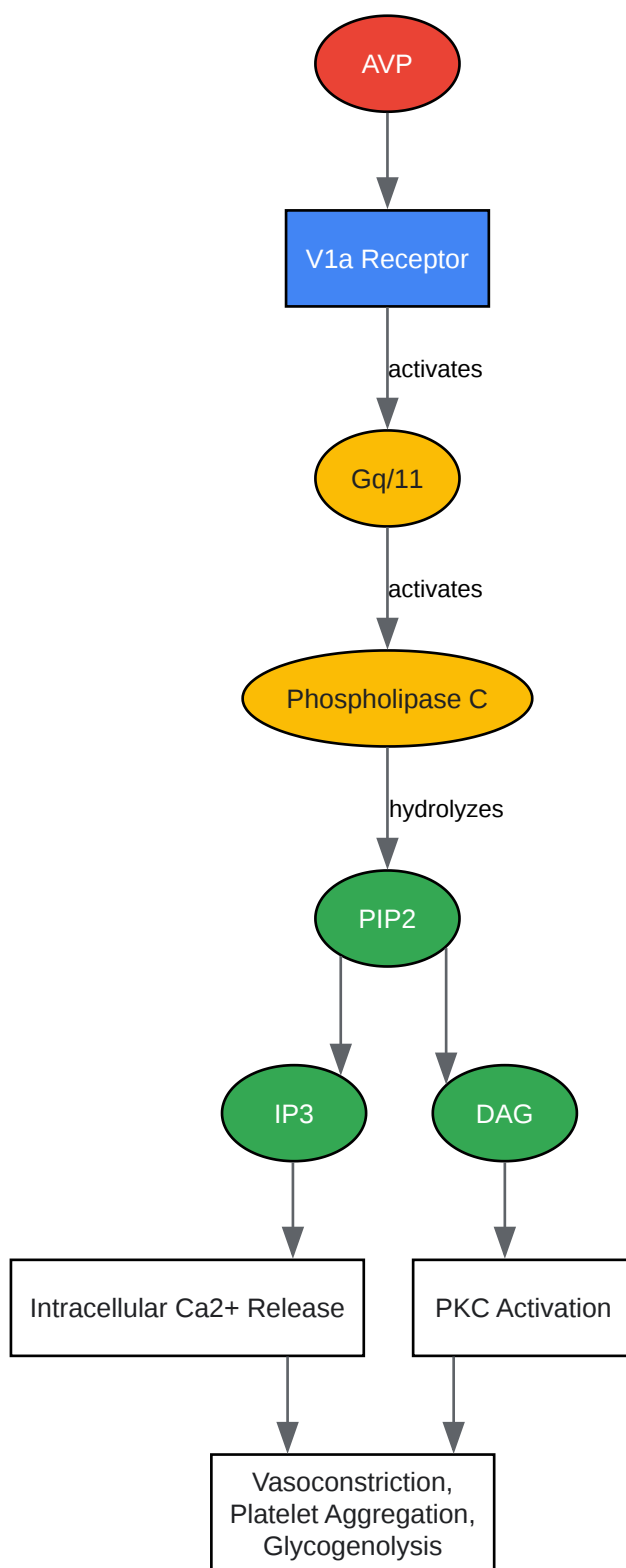 AVP
V1a Receptor
activates
Gq/11
activates
Phospholipase C
hydrolyzes
PIP2
IP3
DAG
Intracellular Ca2+ Release
PKC Activation
Vasoconstriction,
Platelet Aggregation,
Glycogenolysis